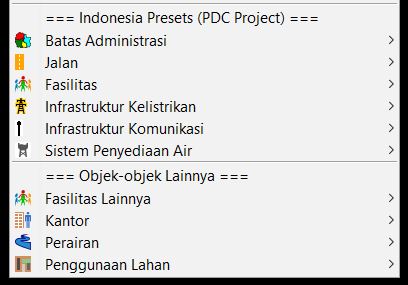 === Indonesia Presets (PDC Project) ===
Batas Administrasi
Jalan
Fasilitas
Infrastruktur Kelistrikan
Infrastruktur Komunikasi
Sistem Penyediaan Air
=== Objek-objek Lainnya ===
Fasilitas Lainnya
Kantor
Perairan
Penggunaan Lahan